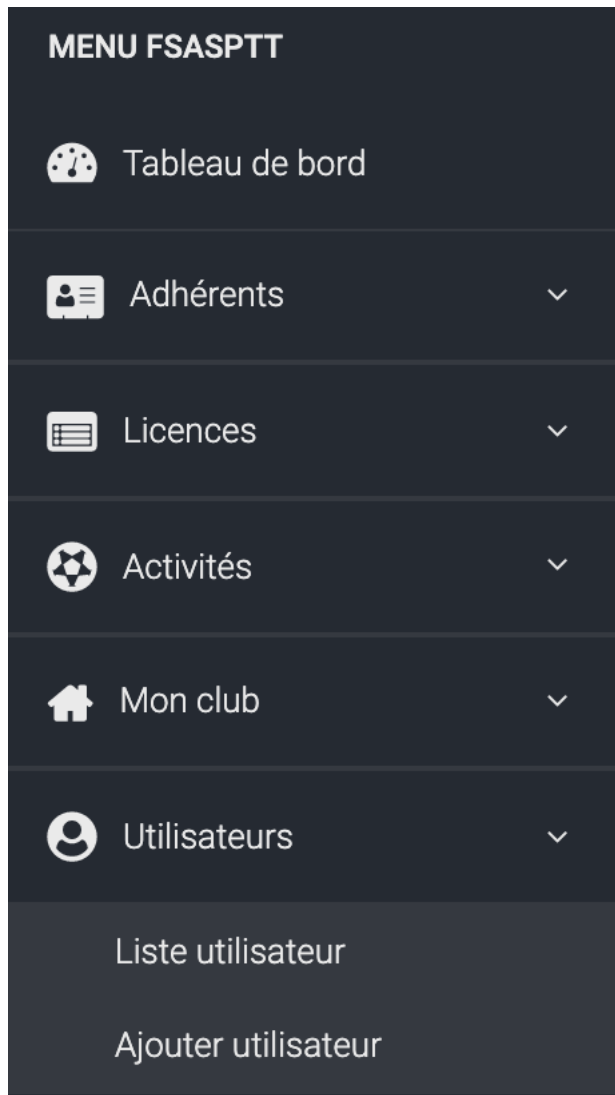 MENU FSASPTT
Tableau de bord
Adhérents
Licences
Activités
Mon club
Utilisateurs
Liste utilisateur
Ajouter utilisateur